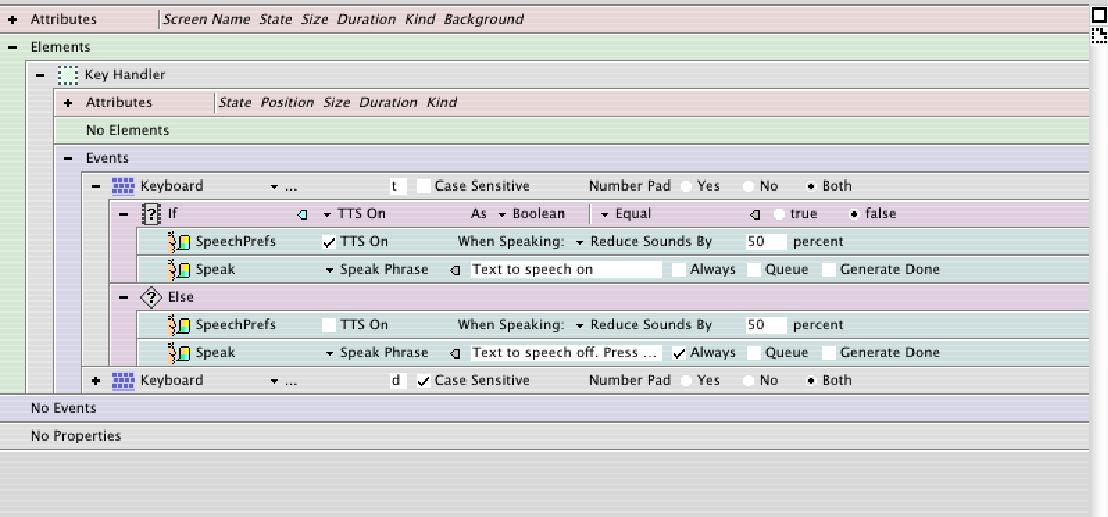 Attributes Screen Name State Size Duration Kind Background
Elements
Key Handler
Attributes State Position Size Duration Kind
No Elements
Events
Keyboard ... t Case Sensitive Number Pad Yes No Both
If TTS On As Boolean Equal true false
SpeechPrefs TTS On When Speaking: Reduce Sounds By 50 percent
Speak Speak Phrase Text to speech on Always Queue Generate Done
Else
SpeechPrefs TTS On When Speaking: Reduce Sounds By 50 percent
Speak Speak Phrase Text to speech off. Press ... Always Queue Generate Done
Keyboard ... d Case Sensitive Number Pad Yes No Both
No Events
No Properties